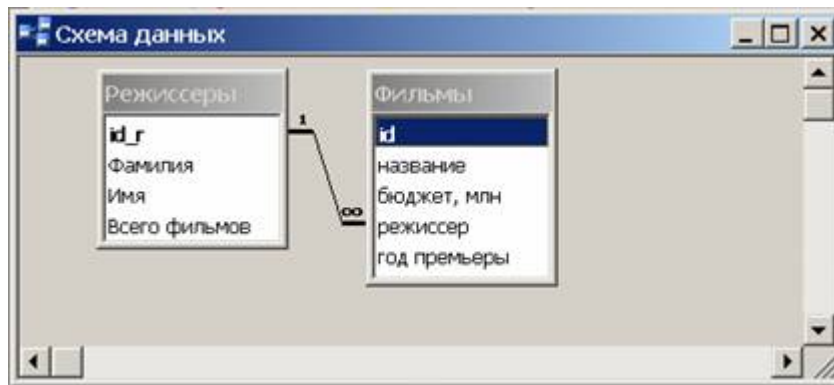 Схема данных
Режиссеры
id_r
Фамилия
Имя
Всего фильмов
1
∞
Фильмы
id
название
бюджет, млн
режиссер
год премьеры